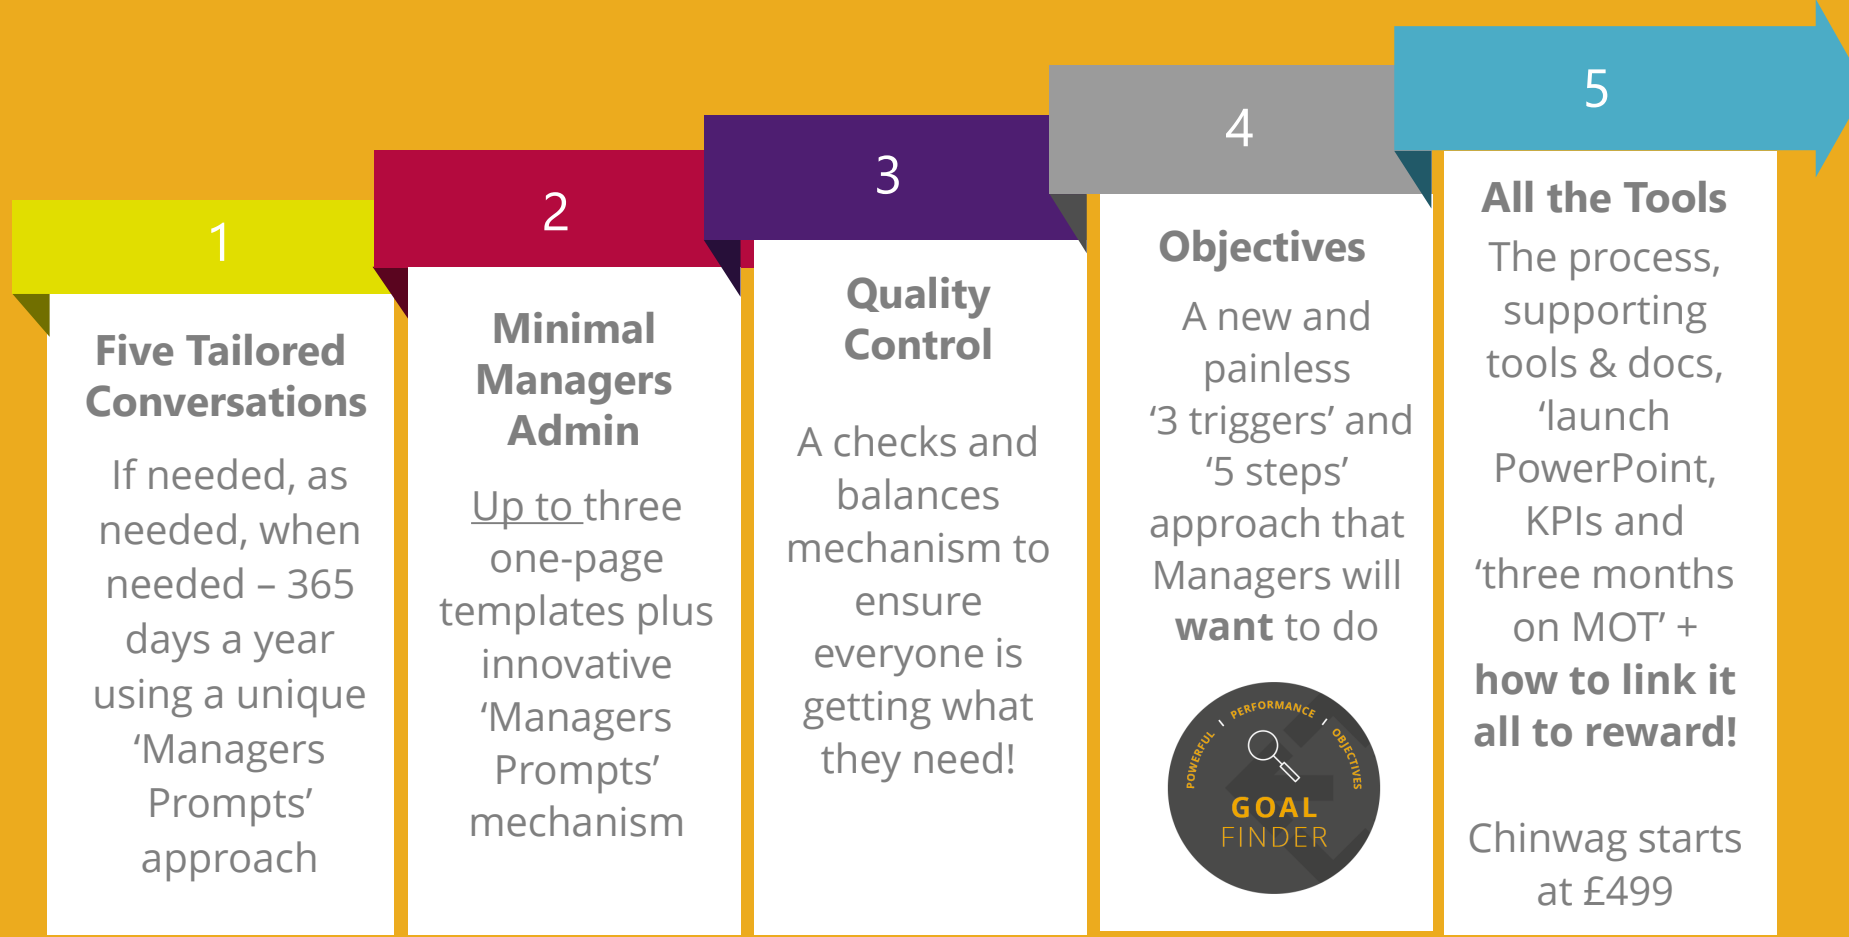 1
Five Tailored
Conversations
If needed, as
needed, when
needed – 365
days a year
using a unique
‘Managers
Prompts’
approach
2
Minimal
Managers
Admin
Up to three
one-page
templates plus
innovative
‘Managers
Prompts’
mechanism
3
Quality
Control
A checks and
balances
mechanism to
ensure
everyone is
getting what
they need!
4
Objectives
A new and
painless
‘3 triggers’ and
‘5 steps’
approach that
Managers will
want to do
POWERFUL | PERFORMANCE | OBJECTIVES
GOAL
FINDER
5
All the Tools
The process,
supporting
tools & docs,
‘launch
PowerPoint,
KPIs and
‘three months
on MOT’ +
how to link it
all to reward!
Chinwag starts
at £499